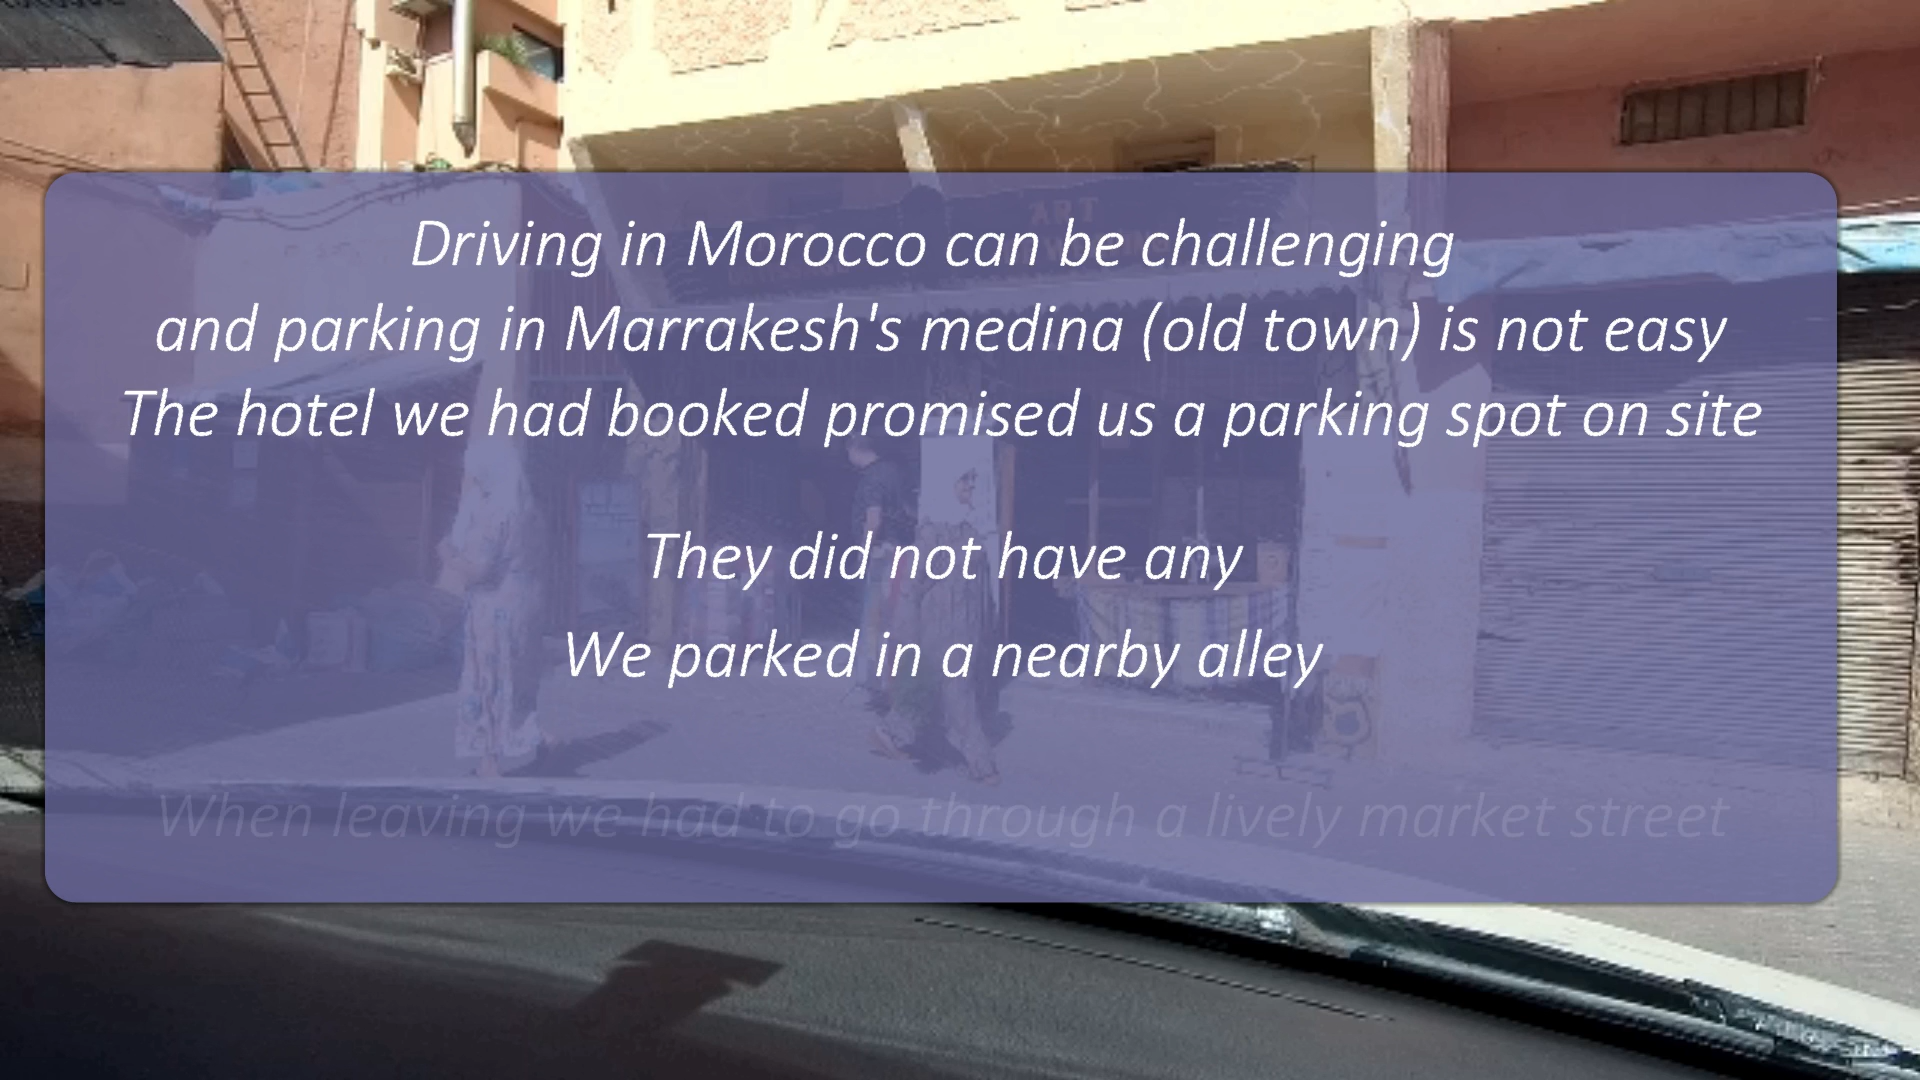 ART
Driving in Morocco can be challenging
and parking in Marrakesh's medina (old town) is not easy
The hotel we had booked promised us a parking spot on site
They did not have any
We parked in a nearby alley
When leaving we had to go through a lively market street